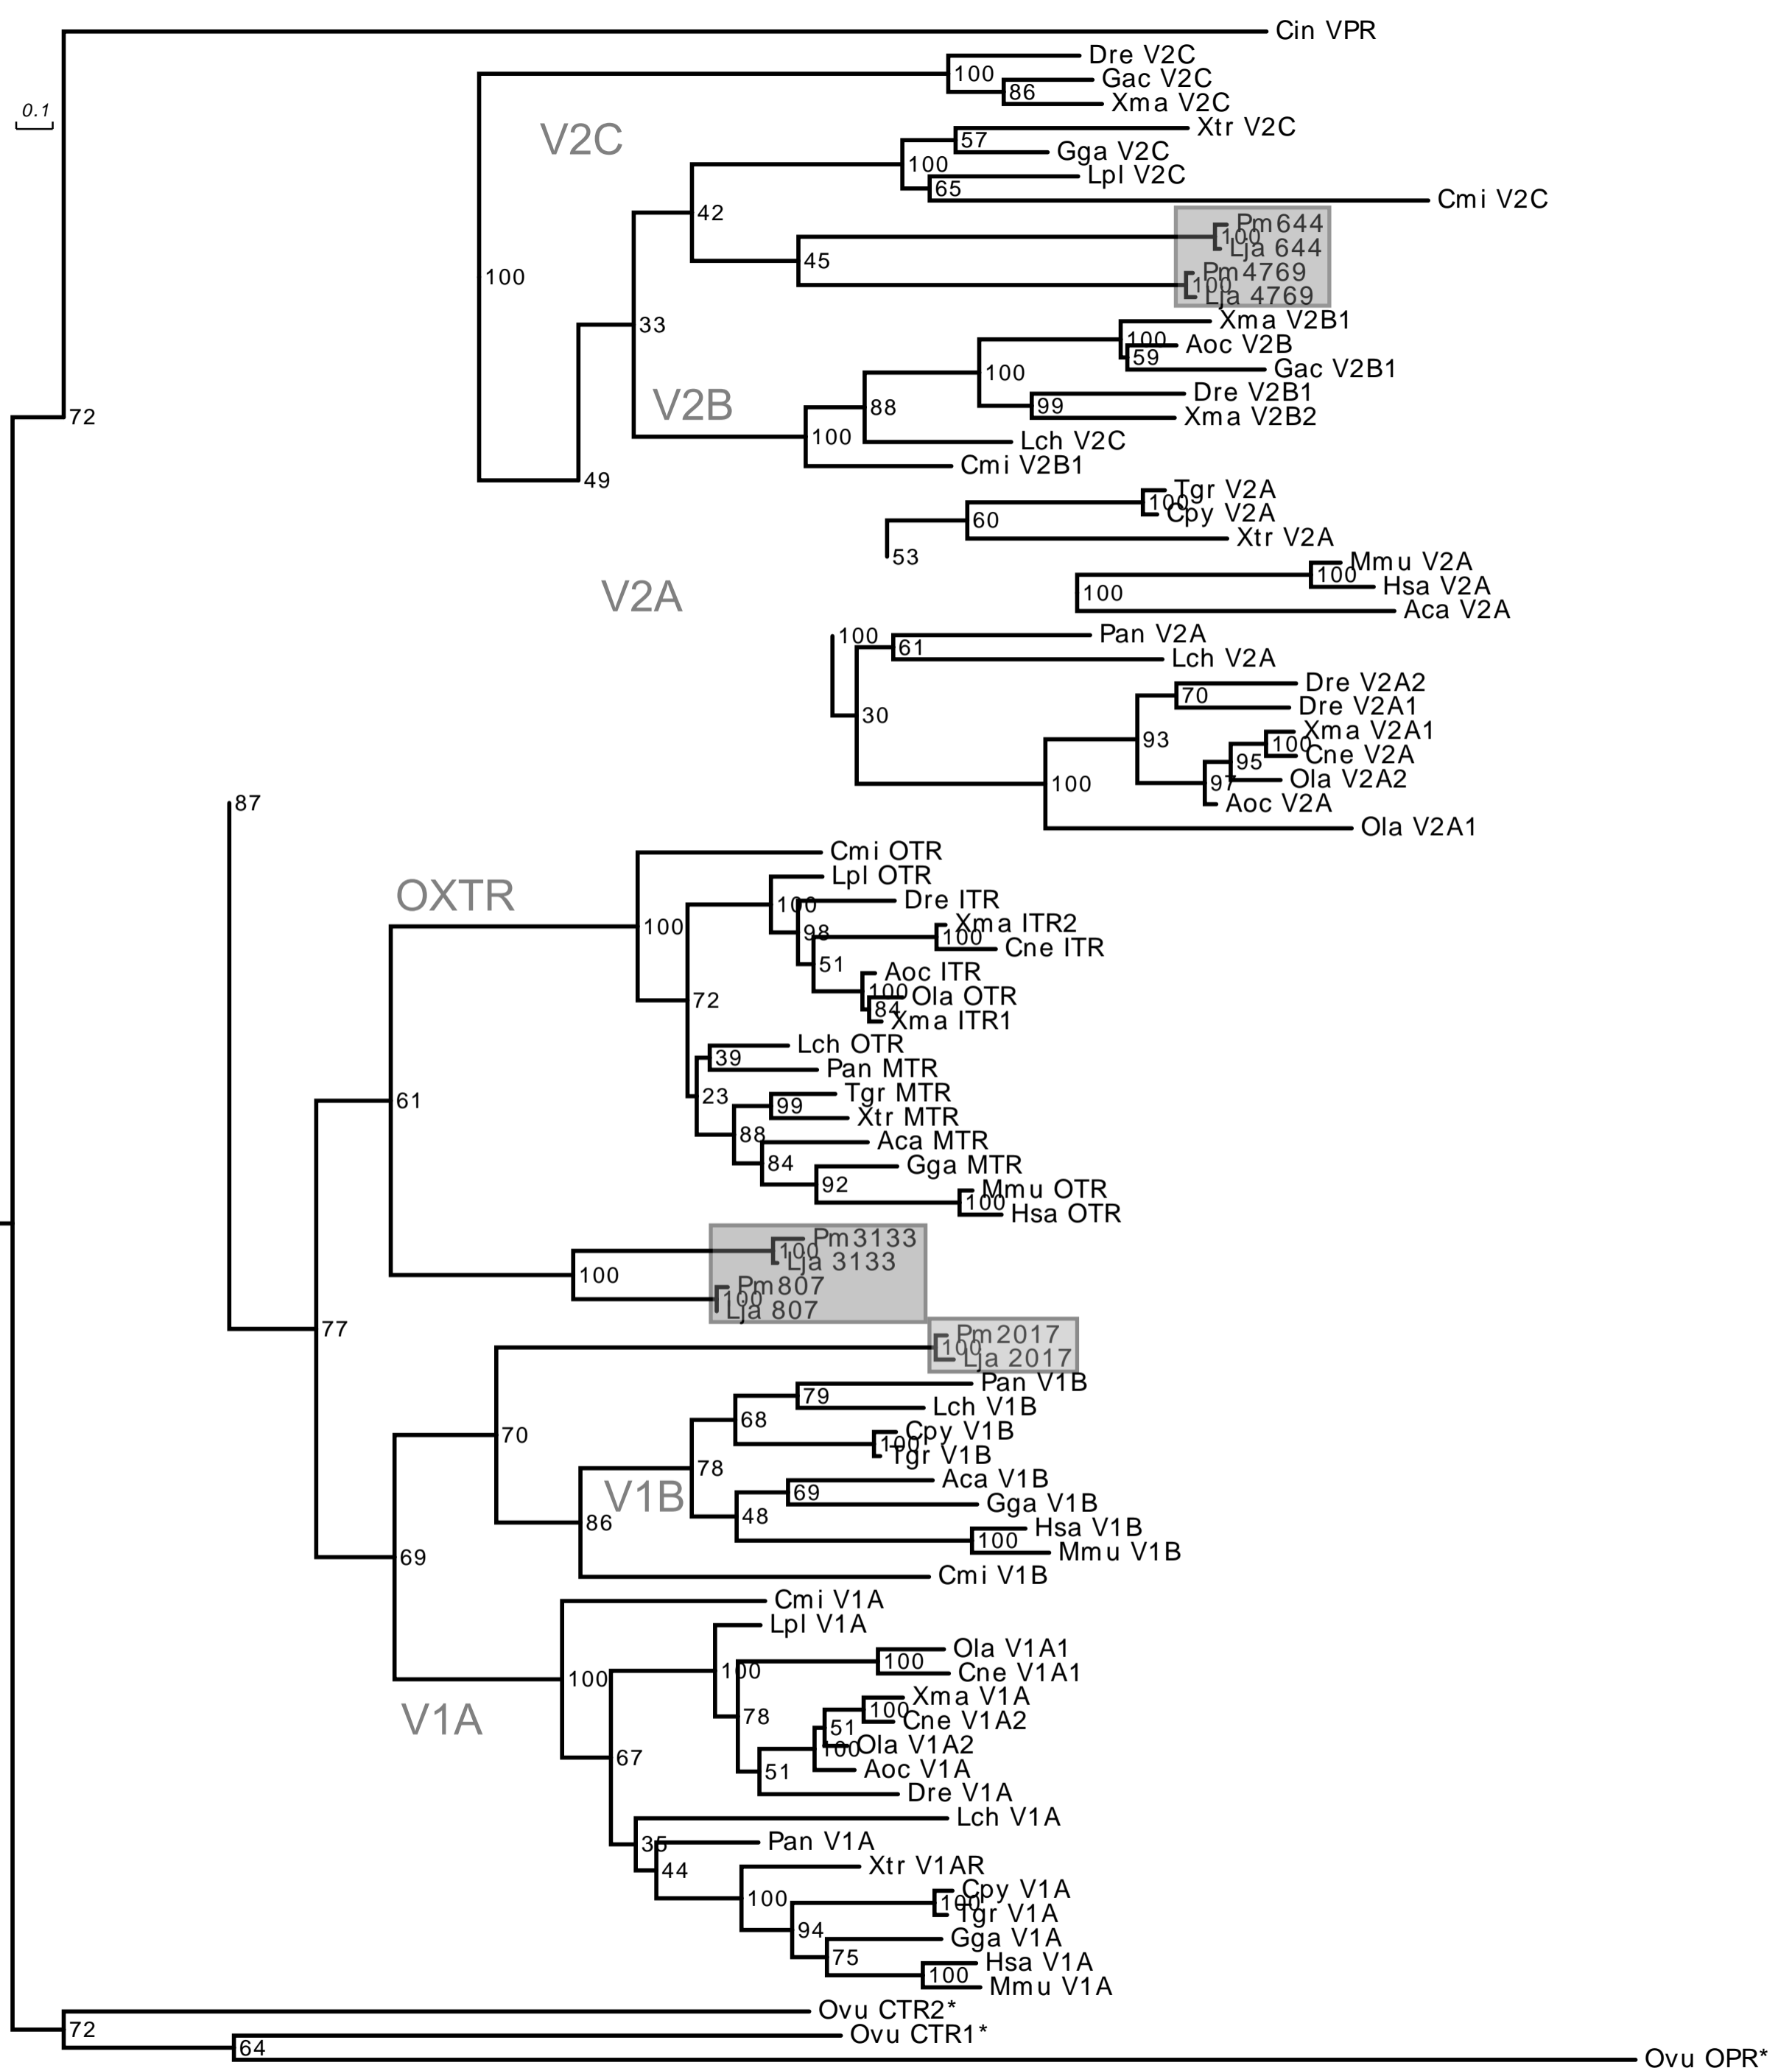 Cin VPR
Dre V2C
100
Gac V2C
86
Xma V2C
0.1
Xtr V2C
57
V2C
Gga V2C
100
Lpl V2C
65
Cmi V2C
42
Pm644
100
Lja 644
45
Pm4769
100
Lja 4769
100
Xma V2B1
33
100
Aoc V2B
59
Gac V2B1
100
Dre V2B1
V2B
99
88
Xma V2B2
72
100
Lch V2C
Cmi V2B1
49
Tgr V2A
100
Cpy V2A
60
Xtr V2A
53
Mmu V2A
100
Hsa V2A
V2A
100
Aca V2A
100
Pan V2A
61
Lch V2A
Dre V2A2
70
Dre V2A1
30
Xma V2A1
93
100
Cne V2A
95
Ola V2A2
100
97
Aoc V2A
87
Ola V2A1
Cmi OTR
Lpl OTR
OXTR
100
Dre ITR
100
98
Xma ITR2
100
Cne ITR
51
Aoc ITR
100
Ola OTR
72
84
Xma ITR1
Lch OTR
39
Pan MTR
23
Tgr MTR
61
99
Xtr MTR
88
Aca MTR
84
Gga MTR
92
Mmu OTR
100
Hsa OTR
Pm3133
100
Lja 3133
100
Pm807
100
Lja 807
77
Pm2017
100
Lja 2017
Pan V1B
79
Lch V1B
68
Cpy V1B
70
100
Tgr V1B
78
Aca V1B
69
V1B
Gga V1B
48
86
Hsa V1B
100
Mmu V1B
69
Cmi V1B
Cmi V1A
Lpl V1A
Ola V1A1
100
100
100
Cne V1A1
Xma V1A
V1A
100
78
Cne V1A2
51
Ola V1A2
100
67
51
Aoc V1A
Dre V1A
Lch V1A
35
Pan V1A
44
Xtr V1AR
100
Cpy V1A
100
Tgr V1A
94
Gga V1A
75
Hsa V1A
100
Mmu V1A
Ovu CTR2*
72
Ovu CTR1*
64
Ovu OPR*